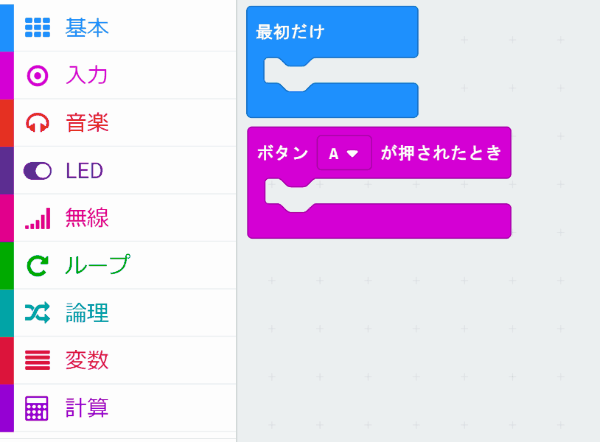 基本
入力
音楽
LED
無線
ループ
論理
変数
計算
最初だけ
ボタン A が押されたとき